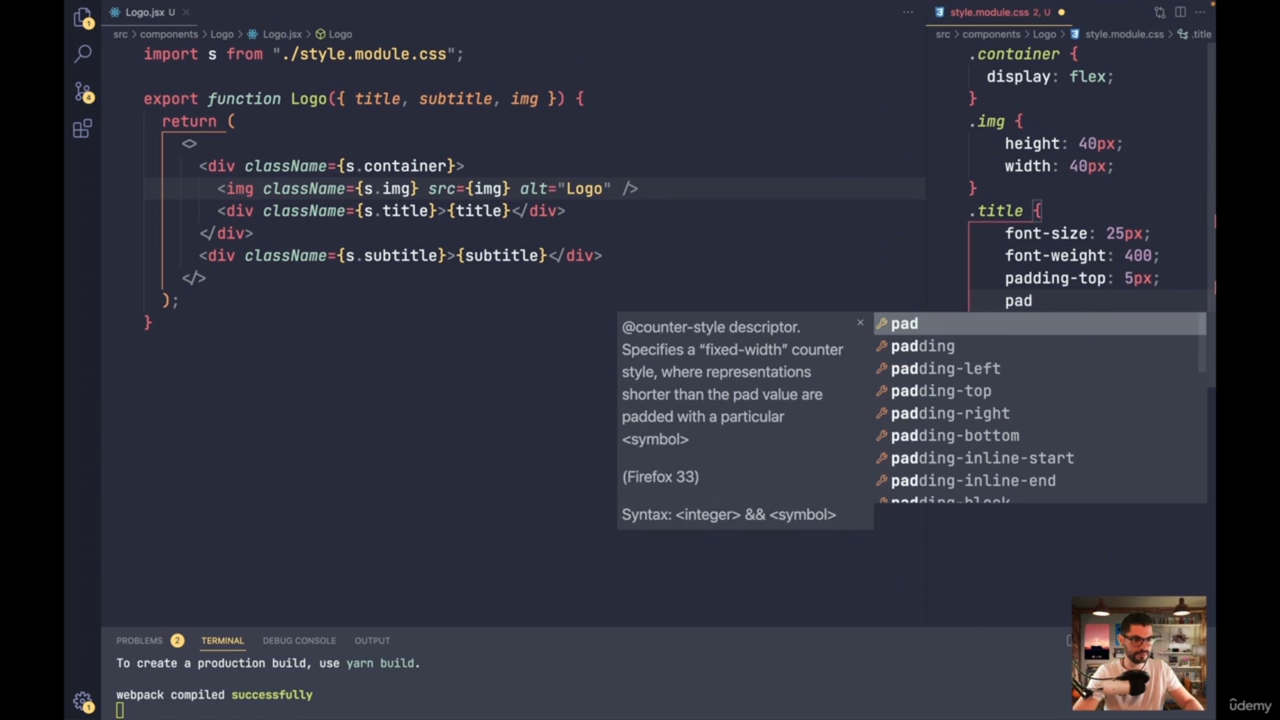 Logo.jsx U
src > components > Logo > Logo.jsx > Logo
import s from "./style.module.css";
export function Logo({ title, subtitle, img }) {
return (
<>
<div className={s.container}>
<img className={s.img} src={img} alt="Logo" />
<div className={s.title}>{title}</div>
</div>
<div className={s.subtitle}>{subtitle}</div>
</>
);
}
style.module.css 2, U
src > components > Logo > style.module.css > .title
.container {
display: flex;
}
.img {
height: 40px;
width: 40px;
}
.title {
font-size: 25px;
font-weight: 400;
padding-top: 5px;
pad
@counter-style descriptor.
Specifies a “fixed-width” counter
style, where representations
shorter than the pad value are
padded with a particular
<symbol>
(Firefox 33)
Syntax: <integer> && <symbol>
pad
padding
padding-left
padding-top
padding-right
padding-bottom
padding-inline-start
padding-inline-end
padding-block
1
4
1
PROBLEMS 2 TERMINAL DEBUG CONSOLE OUTPUT
To create a production build, use yarn build.
webpack compiled successfully
udemy